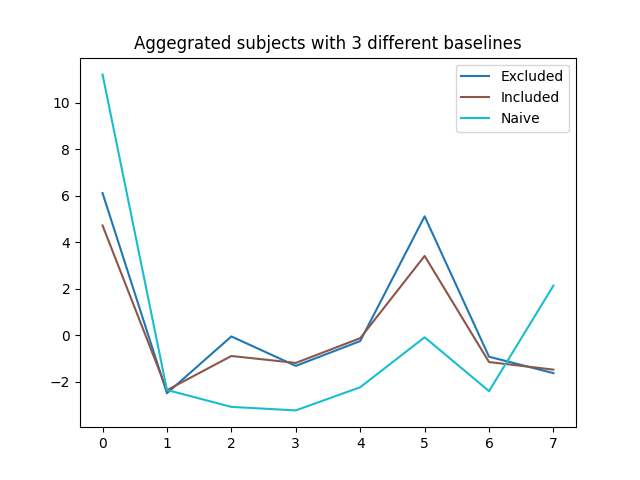 Aggegrated subjects with 3 different baselines
Excluded
Included
Naive
10
8
6
4
2
0
−2
0 1 2 3 4 5 6 7